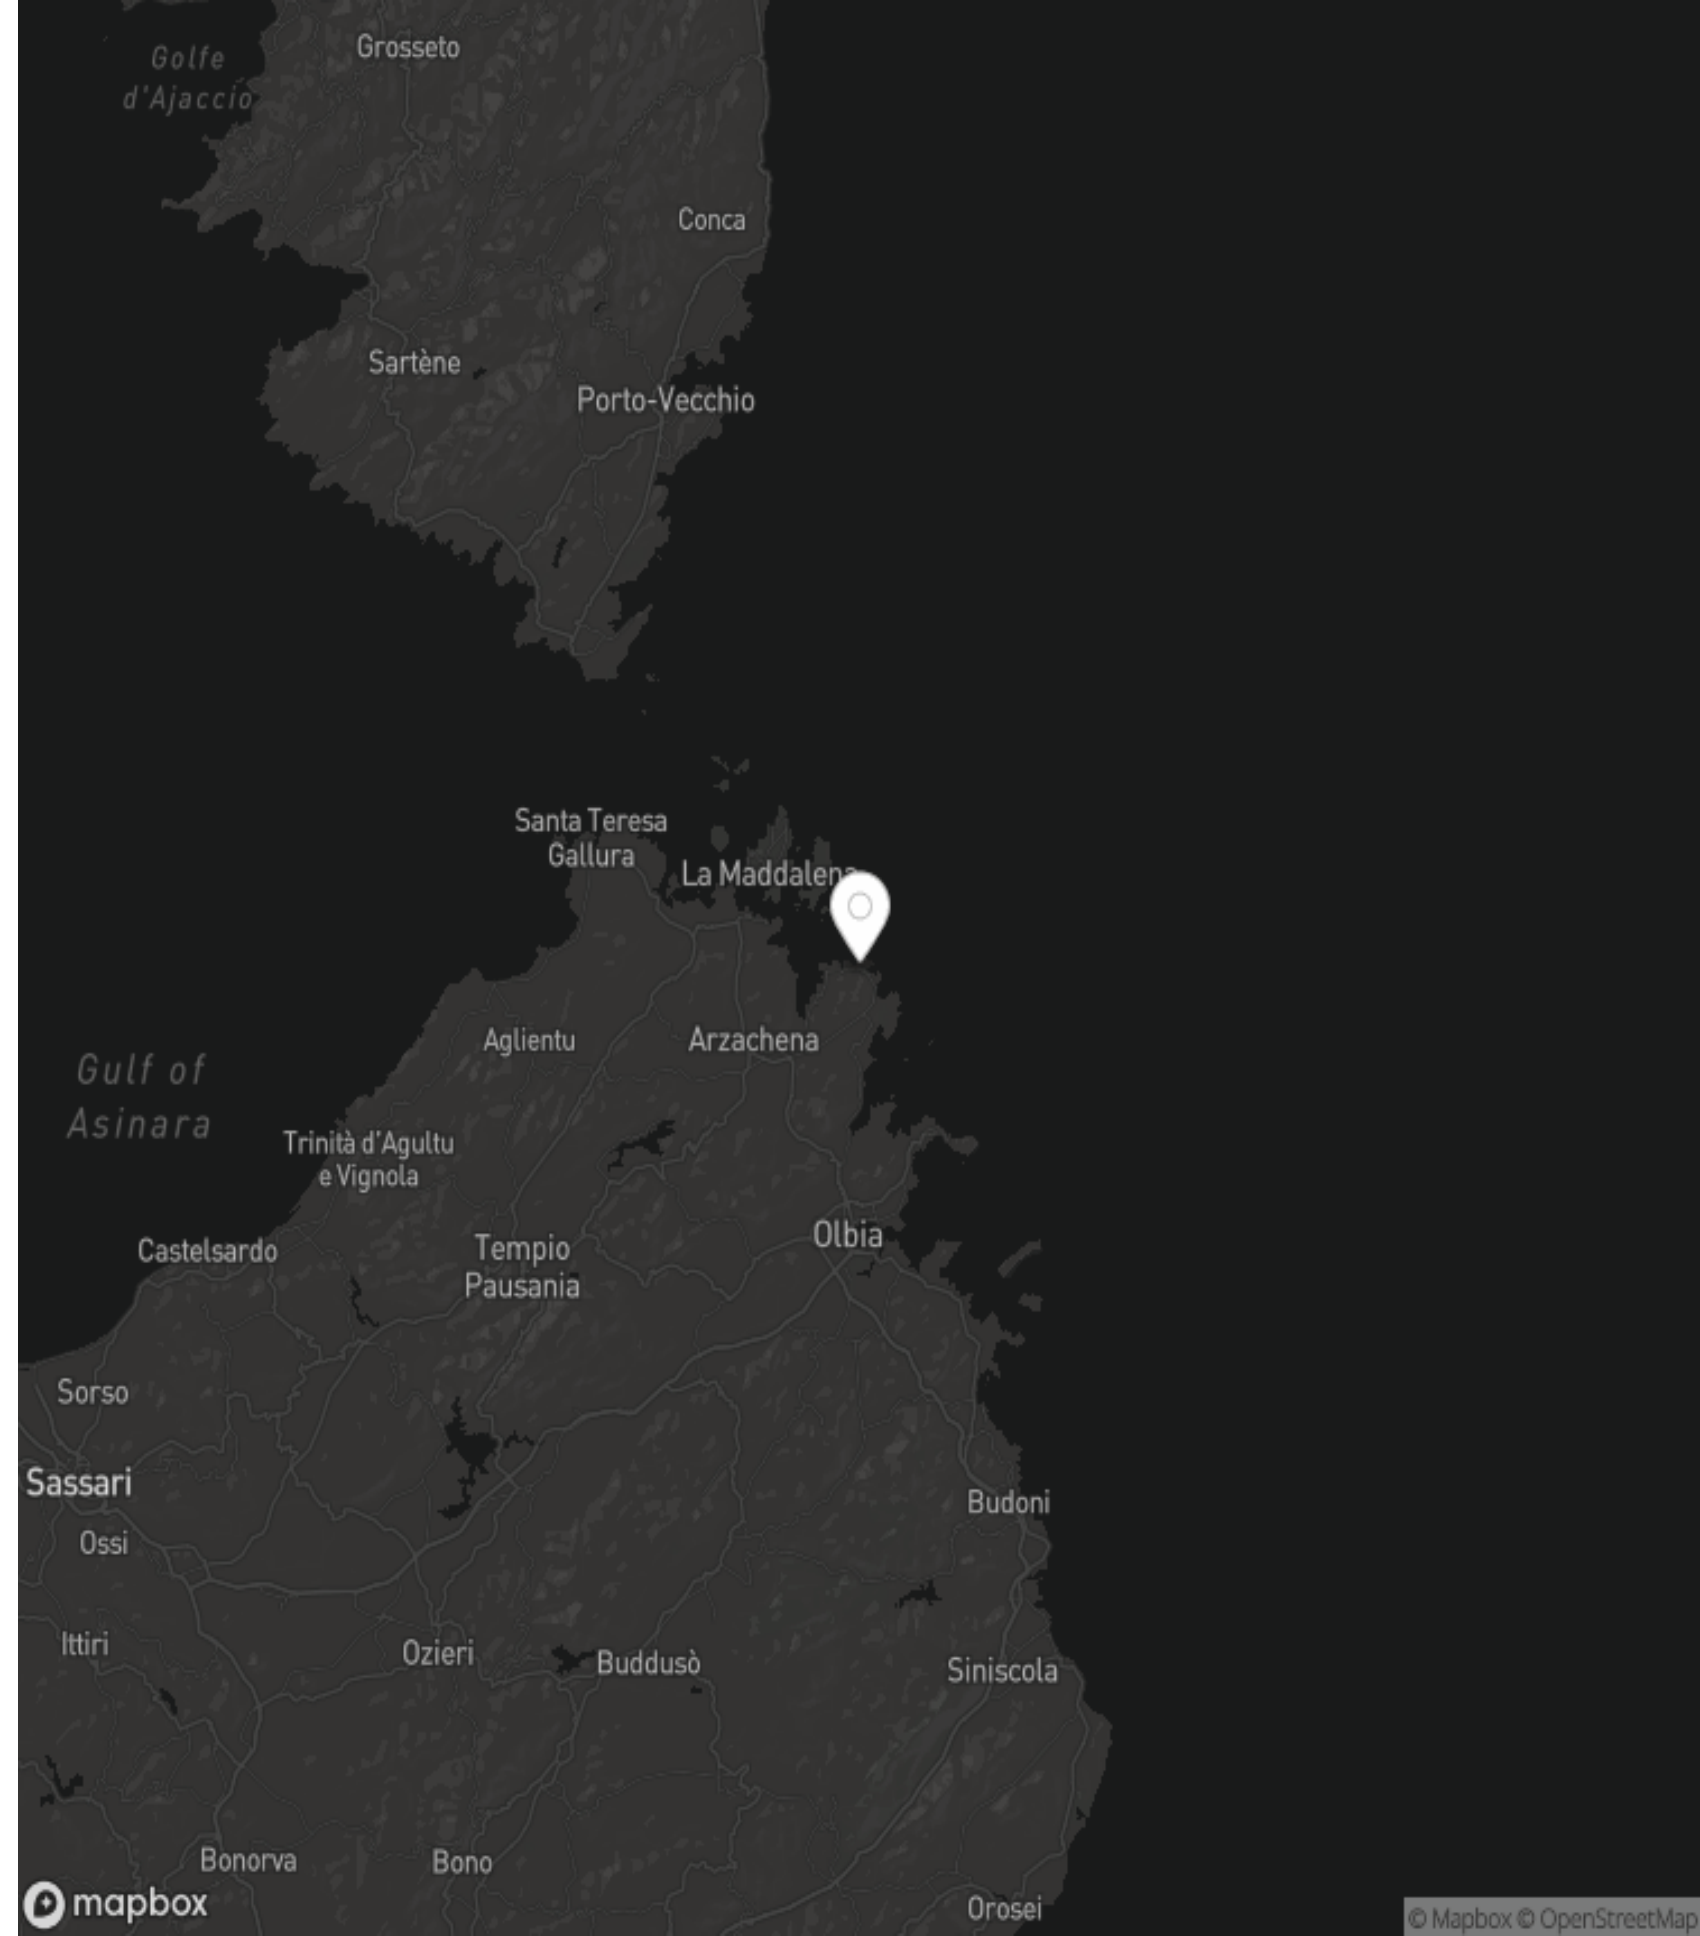 Grosseto
Golfe
d'Ajaccio
Conca
Sartène
Porto-Vecchio
Santa Teresa
Gallura
La Maddalena
Aglientu
Arzachena
Gulf of
Asinara
Trinità d'Agultu
e Vignola
Olbia
Castelsardo
Tempio
Pausania
Sorso
Sassari
Budoni
Ossi
Ittiri
Ozieri
Buddusò
Siniscola
Bonorva
Bono
mapbox
Orosei
© Mapbox © OpenStreetMap